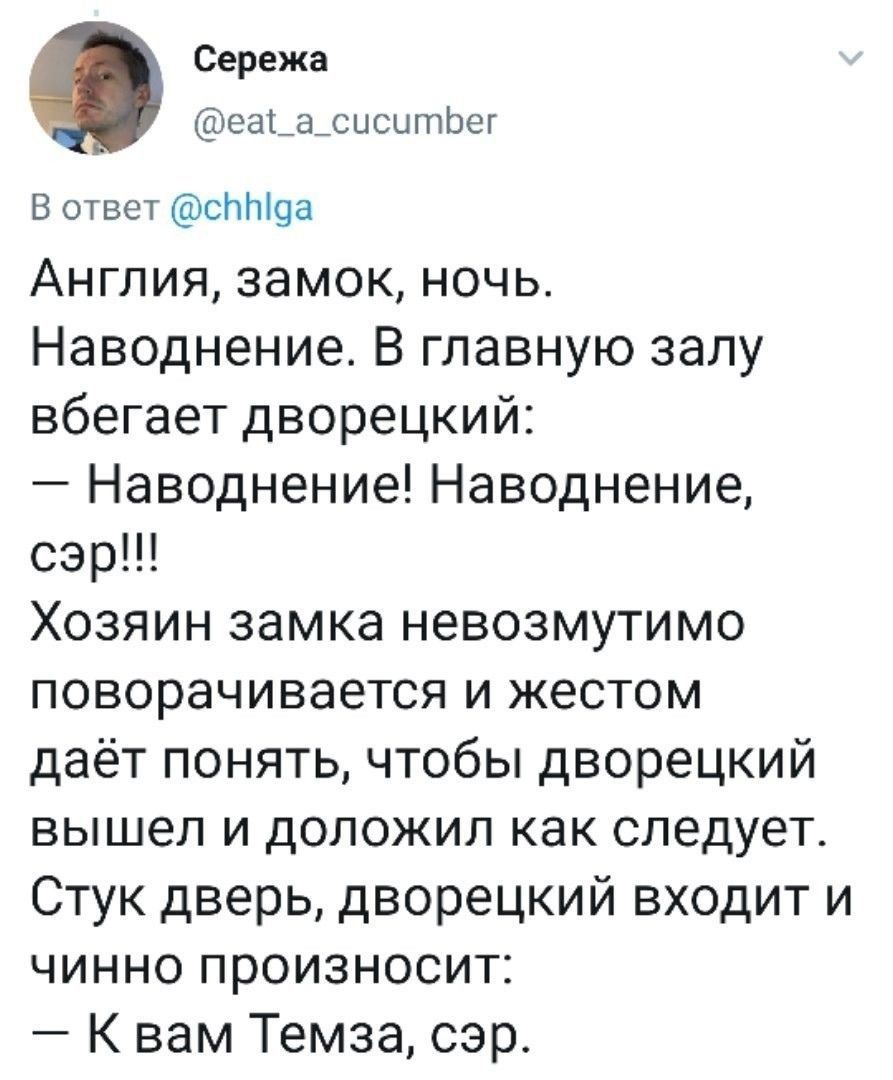 Сережа
@eat_a_cucumber
В ответ @chhlga
Англия, замок, ночь.
Наводнение. В главную залу
вбегает дворецкий:
— Наводнение! Наводнение,
сэр!!!
Хозяин замка невозмутимо
поворачивается и жестом
даёт понять, чтобы дворецкий
вышел и доложил как следует.
Стук дверь, дворецкий входит и
чинно произносит:
— К вам Темза, сэр.